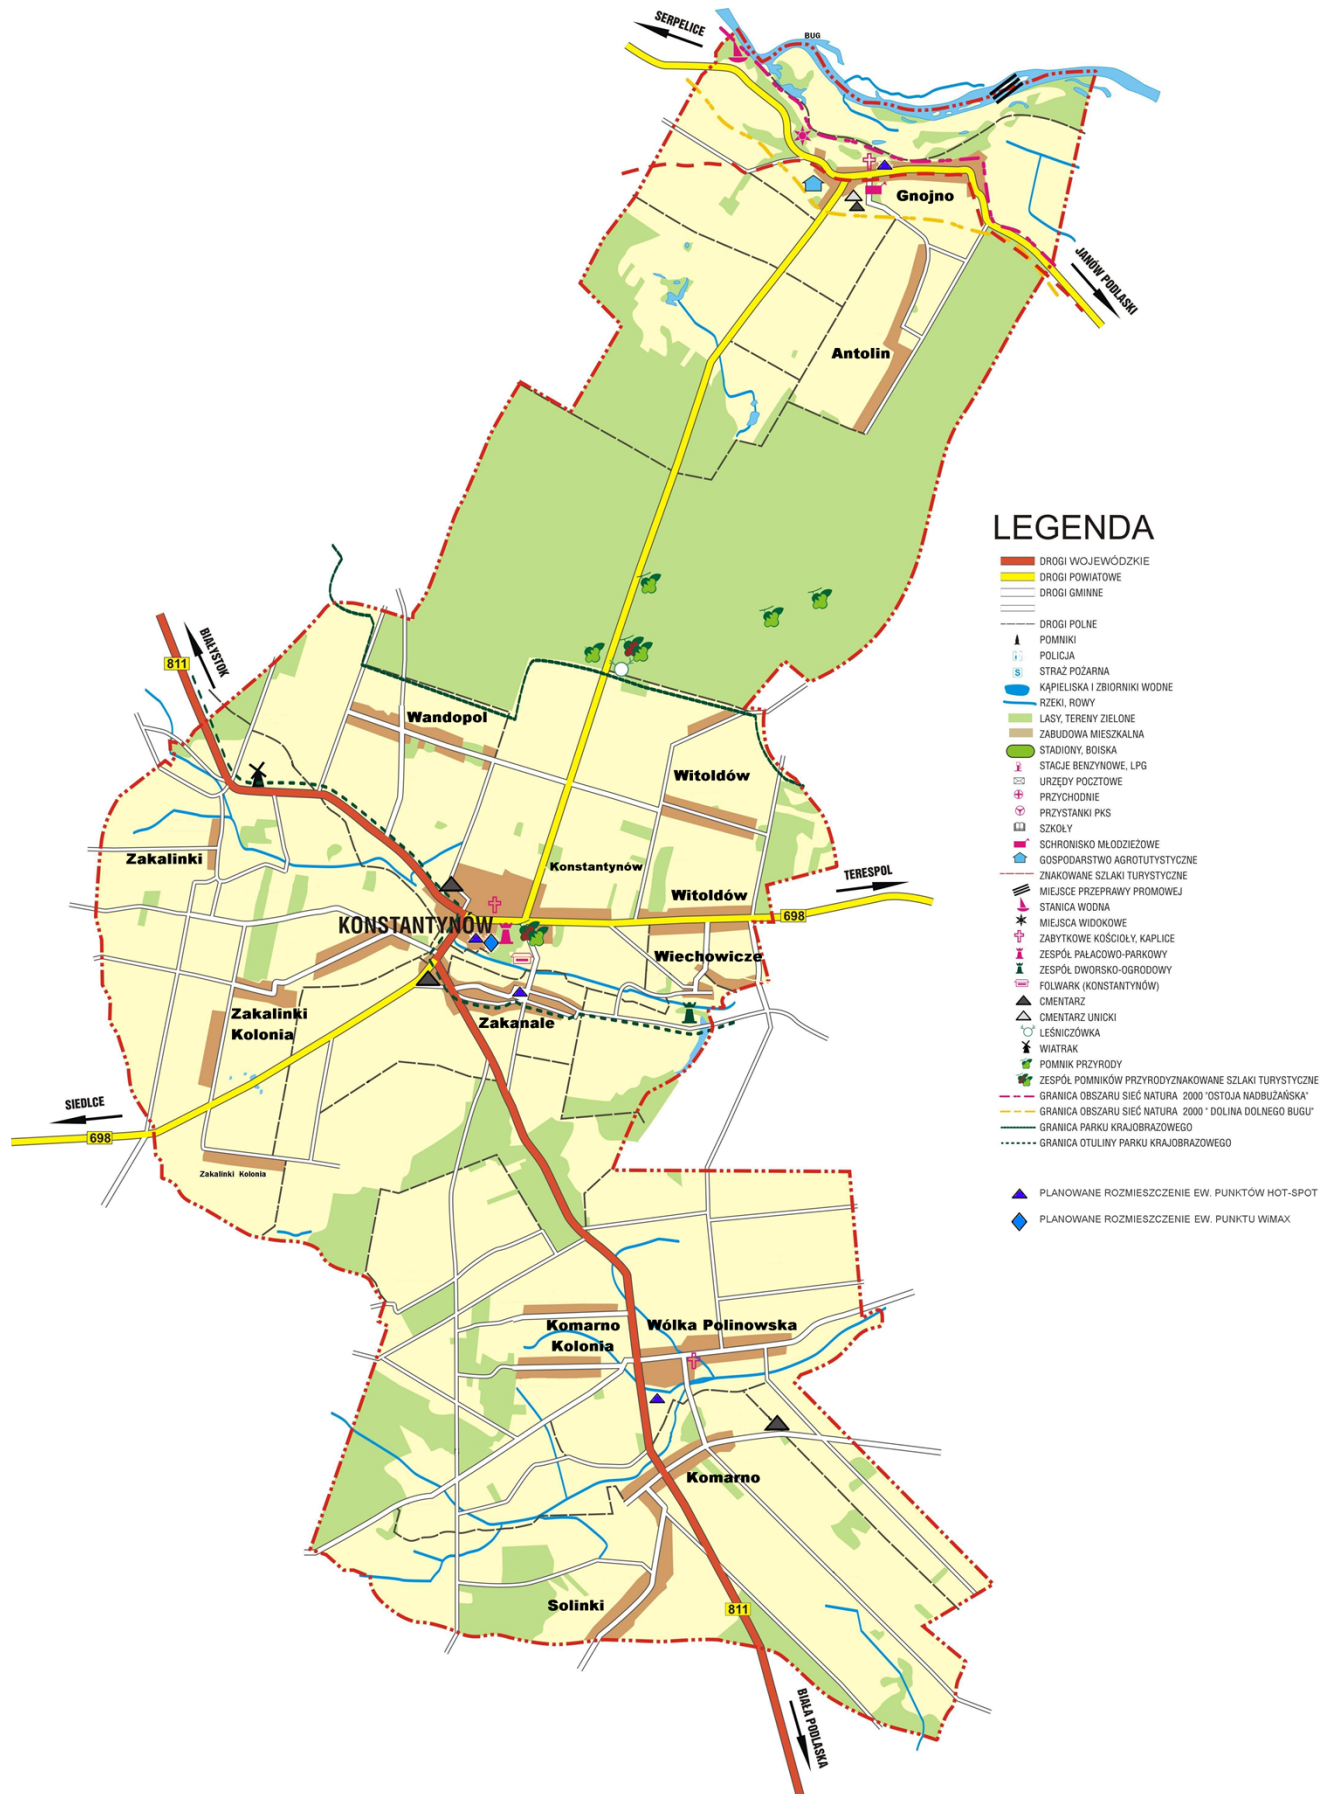 SERPELICE
BUG
Gnojno
JANÓW PODLASKI
Antolin
LEGENDA
DROGI WOJEWÓDZKIE
DROGI POWIATOWE
DROGI GMINNE
DROGI POLNE
POMNIKI
POLICJA
S STRAŻ POŻARNA
KĄPIELISKA I ZBIORNIKI WODNE
RZEKI, ROWY
LASY, TERENY ZIELONE
ZABUDOWA MIESZKALNA
STADIONY, BOISKA
STACJE BENZYNOWE, LPG
URZĘDY POCZTOWE
PRZYCHODNIE
PRZYSTANKI PKS
SZKOŁY
SCHRONISKO MŁODZIEŻOWE
GOSPODARSTWO AGROTUTYSTYCZNE
ZNAKOWANE SZLAKI TURYSTYCZNE
MIEJSCE PRZEPRAWY PROMOWEJ
STANICA WODNA
MIEJSCA WIDOKOWE
ZABYTKOWE KOŚCIOŁY, KAPLICE
ZESPÓŁ PAŁACOWO-PARKOWY
ZESPÓŁ DWORSKO-OGRODOWY
FOLWARK (KONSTANTYNÓW)
CMENTARZ
CMENTARZ UNICKI
LEŚNICZÓWKA
WIATRAK
POMNIK PRZYRODY
ZESPÓŁ POMNIKÓW PRZYRODYZNAKOWANE SZLAKI TURYSTYCZNE
GRANICA OBSZARU SIEĆ NATURA 2000 "OSTOJA NADBUŻAŃSKA"
GRANICA OBSZARU SIEĆ NATURA 2000 " DOLINA DOLNEGO BUGU"
GRANICA PARKU KRAJOBRAZOWEGO
GRANICA OTULINY PARKU KRAJOBRAZOWEGO
PLANOWANE ROZMIESZCZENIE EW. PUNKTÓW HOT-SPOT
PLANOWANE ROZMIESZCZENIE EW. PUNKTU WiMAX
BIAŁYSTOK
811
Wandopol
Witoldów
Zakalinki
Konstantynów
TERESPOL
Witoldów
698
KONSTANTYNÓW
Wiechowicze
Zakalinki
Kolonia
Zakanale
SIEDLCE
698
Zakalinki Kolonia
Komarno
Kolonia
Wólka Polinowska
Komarno
Solinki
811
BIAŁA PODLASKA